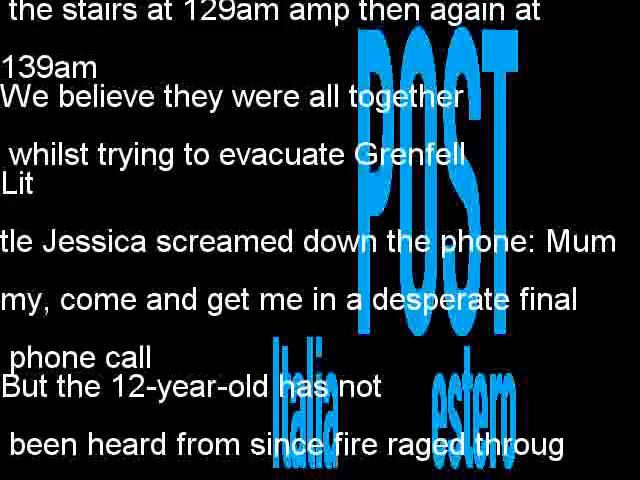 the stairs at 129am amp then again at
139am
We believe they were all together
whilst trying to evacuate Grenfell
Lit
tle Jessica screamed down the phone: Mum
my, come and get me in a desperate final
phone call
But the 12-year-old has not
been heard from since fire raged throug
POST
Italia
estero